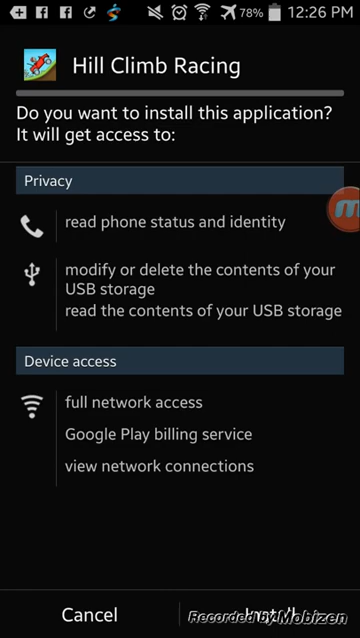 78% 12:26 PM
Hill Climb Racing
Do you want to install this application?
It will get access to:
Privacy
read phone status and identity
modify or delete the contents of your
USB storage
read the contents of your USB storage
Device access
full network access
Google Play billing service
view network connections
Cancel
Install
Recorded by Mobizen